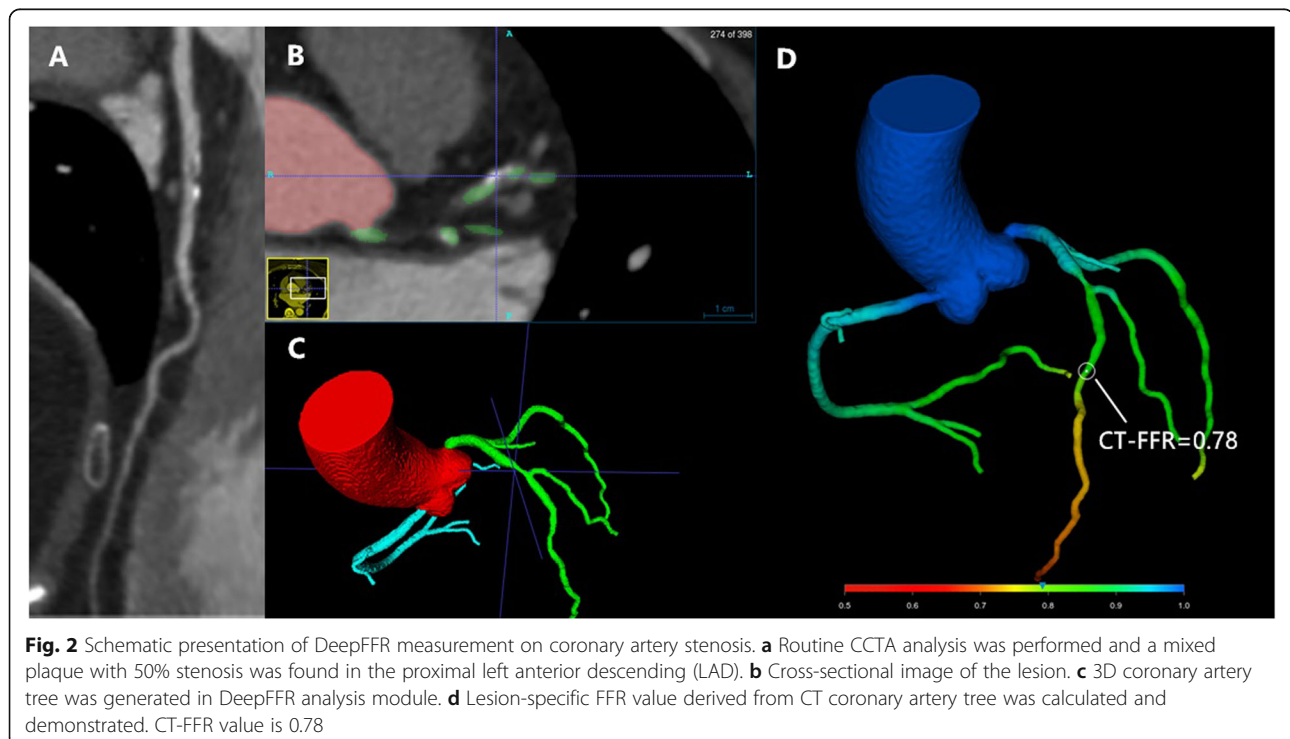 A
B
A
274 of 398
R
L
1 cm
C
D
CT-FFR=0.78
0.5 0.6 0.7 0.8 0.9 1.0
Fig. 2 Schematic presentation of DeepFFR measurement on coronary artery stenosis. a Routine CCTA analysis was performed and a mixed
plaque with 50% stenosis was found in the proximal left anterior descending (LAD). b Cross-sectional image of the lesion. c 3D coronary artery
tree was generated in DeepFFR analysis module. d Lesion-specific FFR value derived from CT coronary artery tree was calculated and
demonstrated. CT-FFR value is 0.78